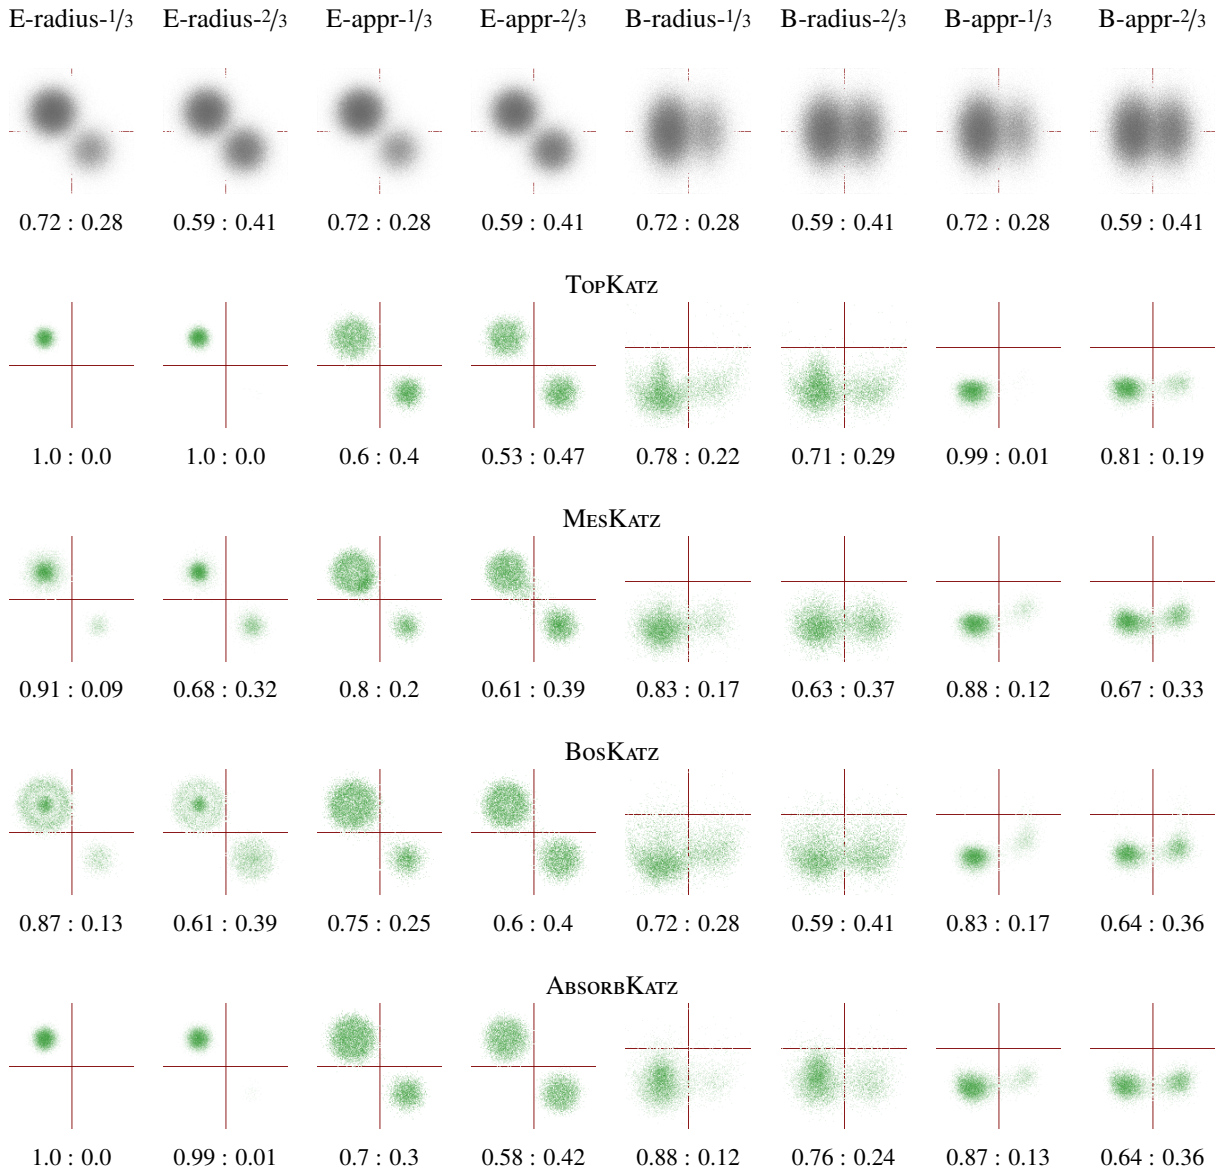 E-radius-1/3 E-radius-2/3 E-appr-1/3 E-appr-2/3 B-radius-1/3 B-radius-2/3 B-appr-1/3 B-appr-2/3
0.72 : 0.28 0.59 : 0.41 0.72 : 0.28 0.59 : 0.41 0.72 : 0.28 0.59 : 0.41 0.72 : 0.28 0.59 : 0.41
TopKatz
1.0 : 0.0 1.0 : 0.0 0.6 : 0.4 0.53 : 0.47 0.78 : 0.22 0.71 : 0.29 0.99 : 0.01 0.81 : 0.19
MesKatz
0.91 : 0.09 0.68 : 0.32 0.8 : 0.2 0.61 : 0.39 0.83 : 0.17 0.63 : 0.37 0.88 : 0.12 0.67 : 0.33
BosKatz
0.87 : 0.13 0.61 : 0.39 0.75 : 0.25 0.6 : 0.4 0.72 : 0.28 0.59 : 0.41 0.83 : 0.17 0.64 : 0.36
AbsorbKatz
1.0 : 0.0 0.99 : 0.01 0.7 : 0.3 0.58 : 0.42 0.88 : 0.12 0.76 : 0.24 0.87 : 0.13 0.64 : 0.36